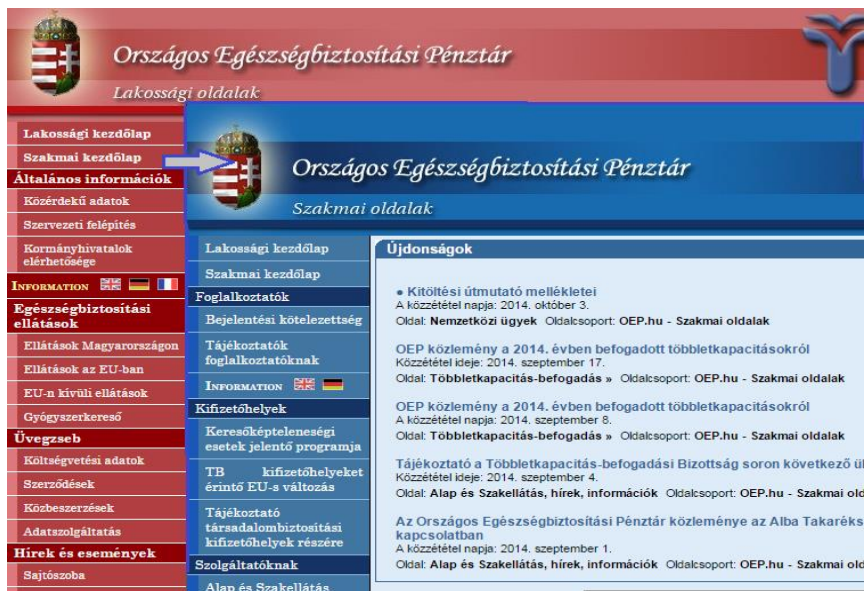 Országos Egészségbiztosítási Pénztár
Lakossági oldalak
Lakossági kezdőlap
Szakmai kezdőlap
Általános információk
Közérdekű adatok
Szervezeti felépítés
Kormányhivatalok
elérhetősége
INFORMATION
Egészségbiztosítási
ellátások
Ellátások Magyarországon
Ellátások az EU-ban
EU-n kívüli ellátások
Gyógyszerkereső
Üvegzseb
Költségvetési adatok
Szerződések
Közbeszerzések
Adatszolgáltatás
Hírek és események
Sajtószoba
Országos Egészségbiztosítási Pénztár
Szakmai oldalak
Lakossági kezdőlap
Szakmai kezdőlap
Foglalkoztatók
Bejelentési kötelezettség
Tájékoztatók
foglalkoztatóknak
INFORMATION
Kifizetőhelyek
Keresőképteleneségi
esetek jelentő programja
TB kifizetőhelyeket
érintő EU-s változás
Tájékoztató
társadalombiztosítási
kifizetőhelyek részére
Szolgáltatóknak
Alap és Szakellátás
Újdonságok
• Kitöltési útmutató mellékletei
A közzététel napja: 2014. október 3.
Oldal: Nemzetközi ügyek Oldalcsoport: OEP.hu - Szakmai oldalak
OEP közlemény a 2014. évben befogadott többletkapacitásokról
Közzététel ideje: 2014. szeptember 17.
Oldal: Többletkapacitás-befogadás » Oldalcsoport: OEP.hu - Szakmai oldalak
OEP közlemény a 2014. évben befogadott többletkapacitásokról
A közzététel napja: 2014. szeptember 8.
Oldal: Többletkapacitás-befogadás » Oldalcsoport: OEP.hu - Szakmai oldalak
Tájékoztató a Többletkapacitás-befogadási Bizottság soron következő ül
Közzététel ideje: 2014. szeptember 4.
Oldal: Alap és Szakellátás, hírek, információk Oldalcsoport: OEP.hu - Szakmai old
Az Országos Egészségbiztosítási Pénztár közleménye az Alba Takaréks
kapcsolatban
A közzététel napja: 2014. szeptember 1.
Oldal: Alap és Szakellátás, hírek, információk Oldalcsoport: OEP.hu - Szakmai old